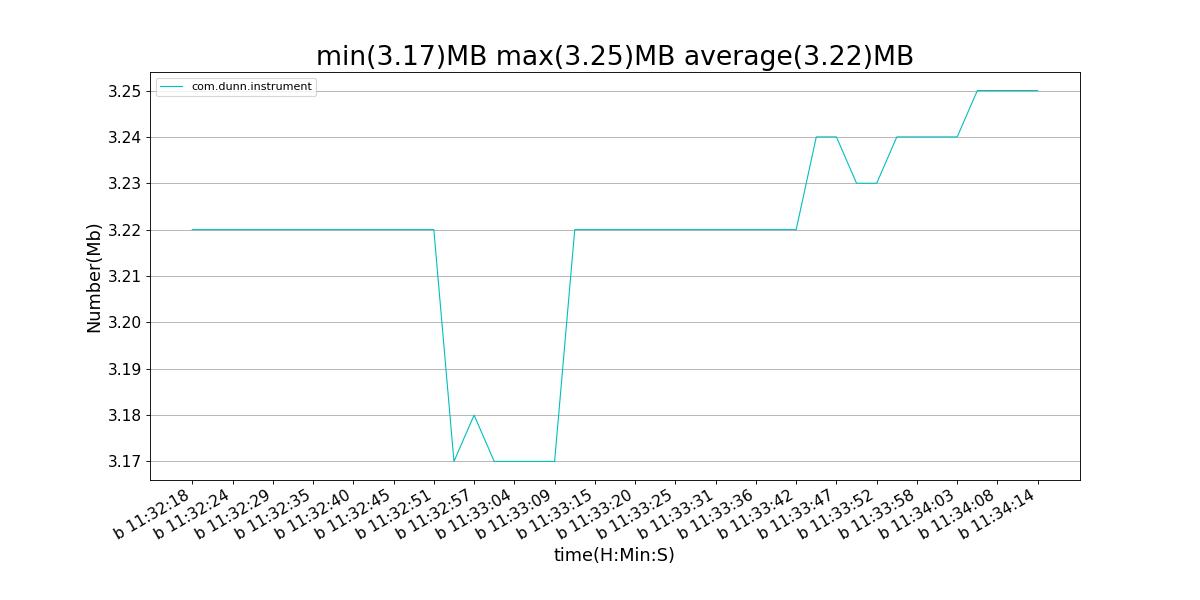 min(3.17)MB max(3.25)MB average(3.22)MB
com.dunn.instrument
3.25
3.24
3.23
3.22
3.21
3.20
3.19
3.18
3.17
Number(Mb)
b 11:32:18
b 11:32:24
b 11:32:29
b 11:32:35
b 11:32:40
b 11:32:45
b 11:32:51
b 11:32:57
b 11:33:04
b 11:33:09
b 11:33:15
b 11:33:20
b 11:33:25
b 11:33:31
b 11:33:36
b 11:33:42
b 11:33:47
b 11:33:52
b 11:33:58
b 11:34:03
b 11:34:08
b 11:34:14
time(H:Min:S)